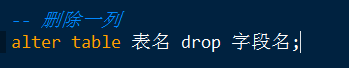 -- 删除一列
alter table 表名 drop 字段名;